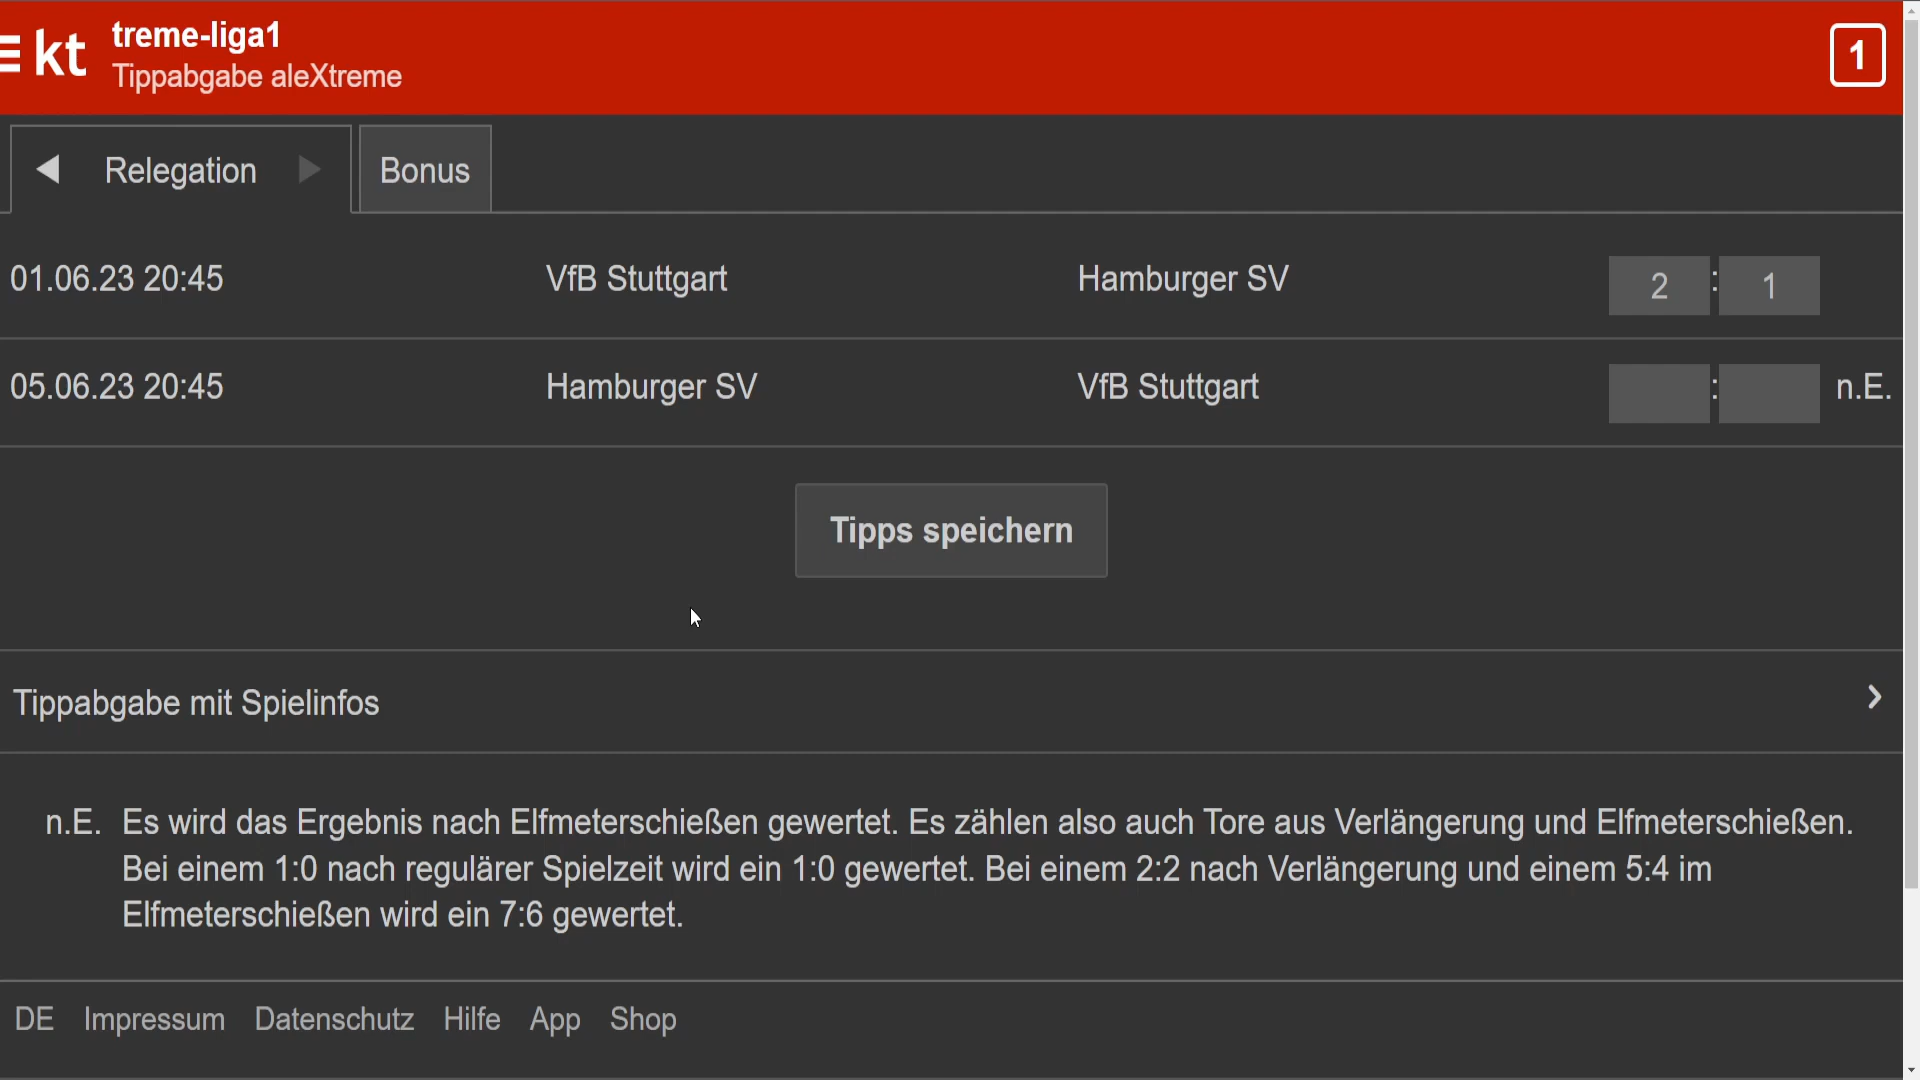 kt
treme-liga1
Tippabgabe aleXtreme
1
Relegation
Bonus
01.06.23 20:45 VfB Stuttgart Hamburger SV 2 : 1
05.06.23 20:45 Hamburger SV VfB Stuttgart : n.E.
Tipps speichern
Tippabgabe mit Spielinfos
n.E. Es wird das Ergebnis nach Elfmeterschießen gewertet. Es zählen also auch Tore aus Verlängerung und Elfmeterschießen.
Bei einem 1:0 nach regulärer Spielzeit wird ein 1:0 gewertet. Bei einem 2:2 nach Verlängerung und einem 5:4 im
Elfmeterschießen wird ein 7:6 gewertet.
DE Impressum Datenschutz Hilfe App Shop